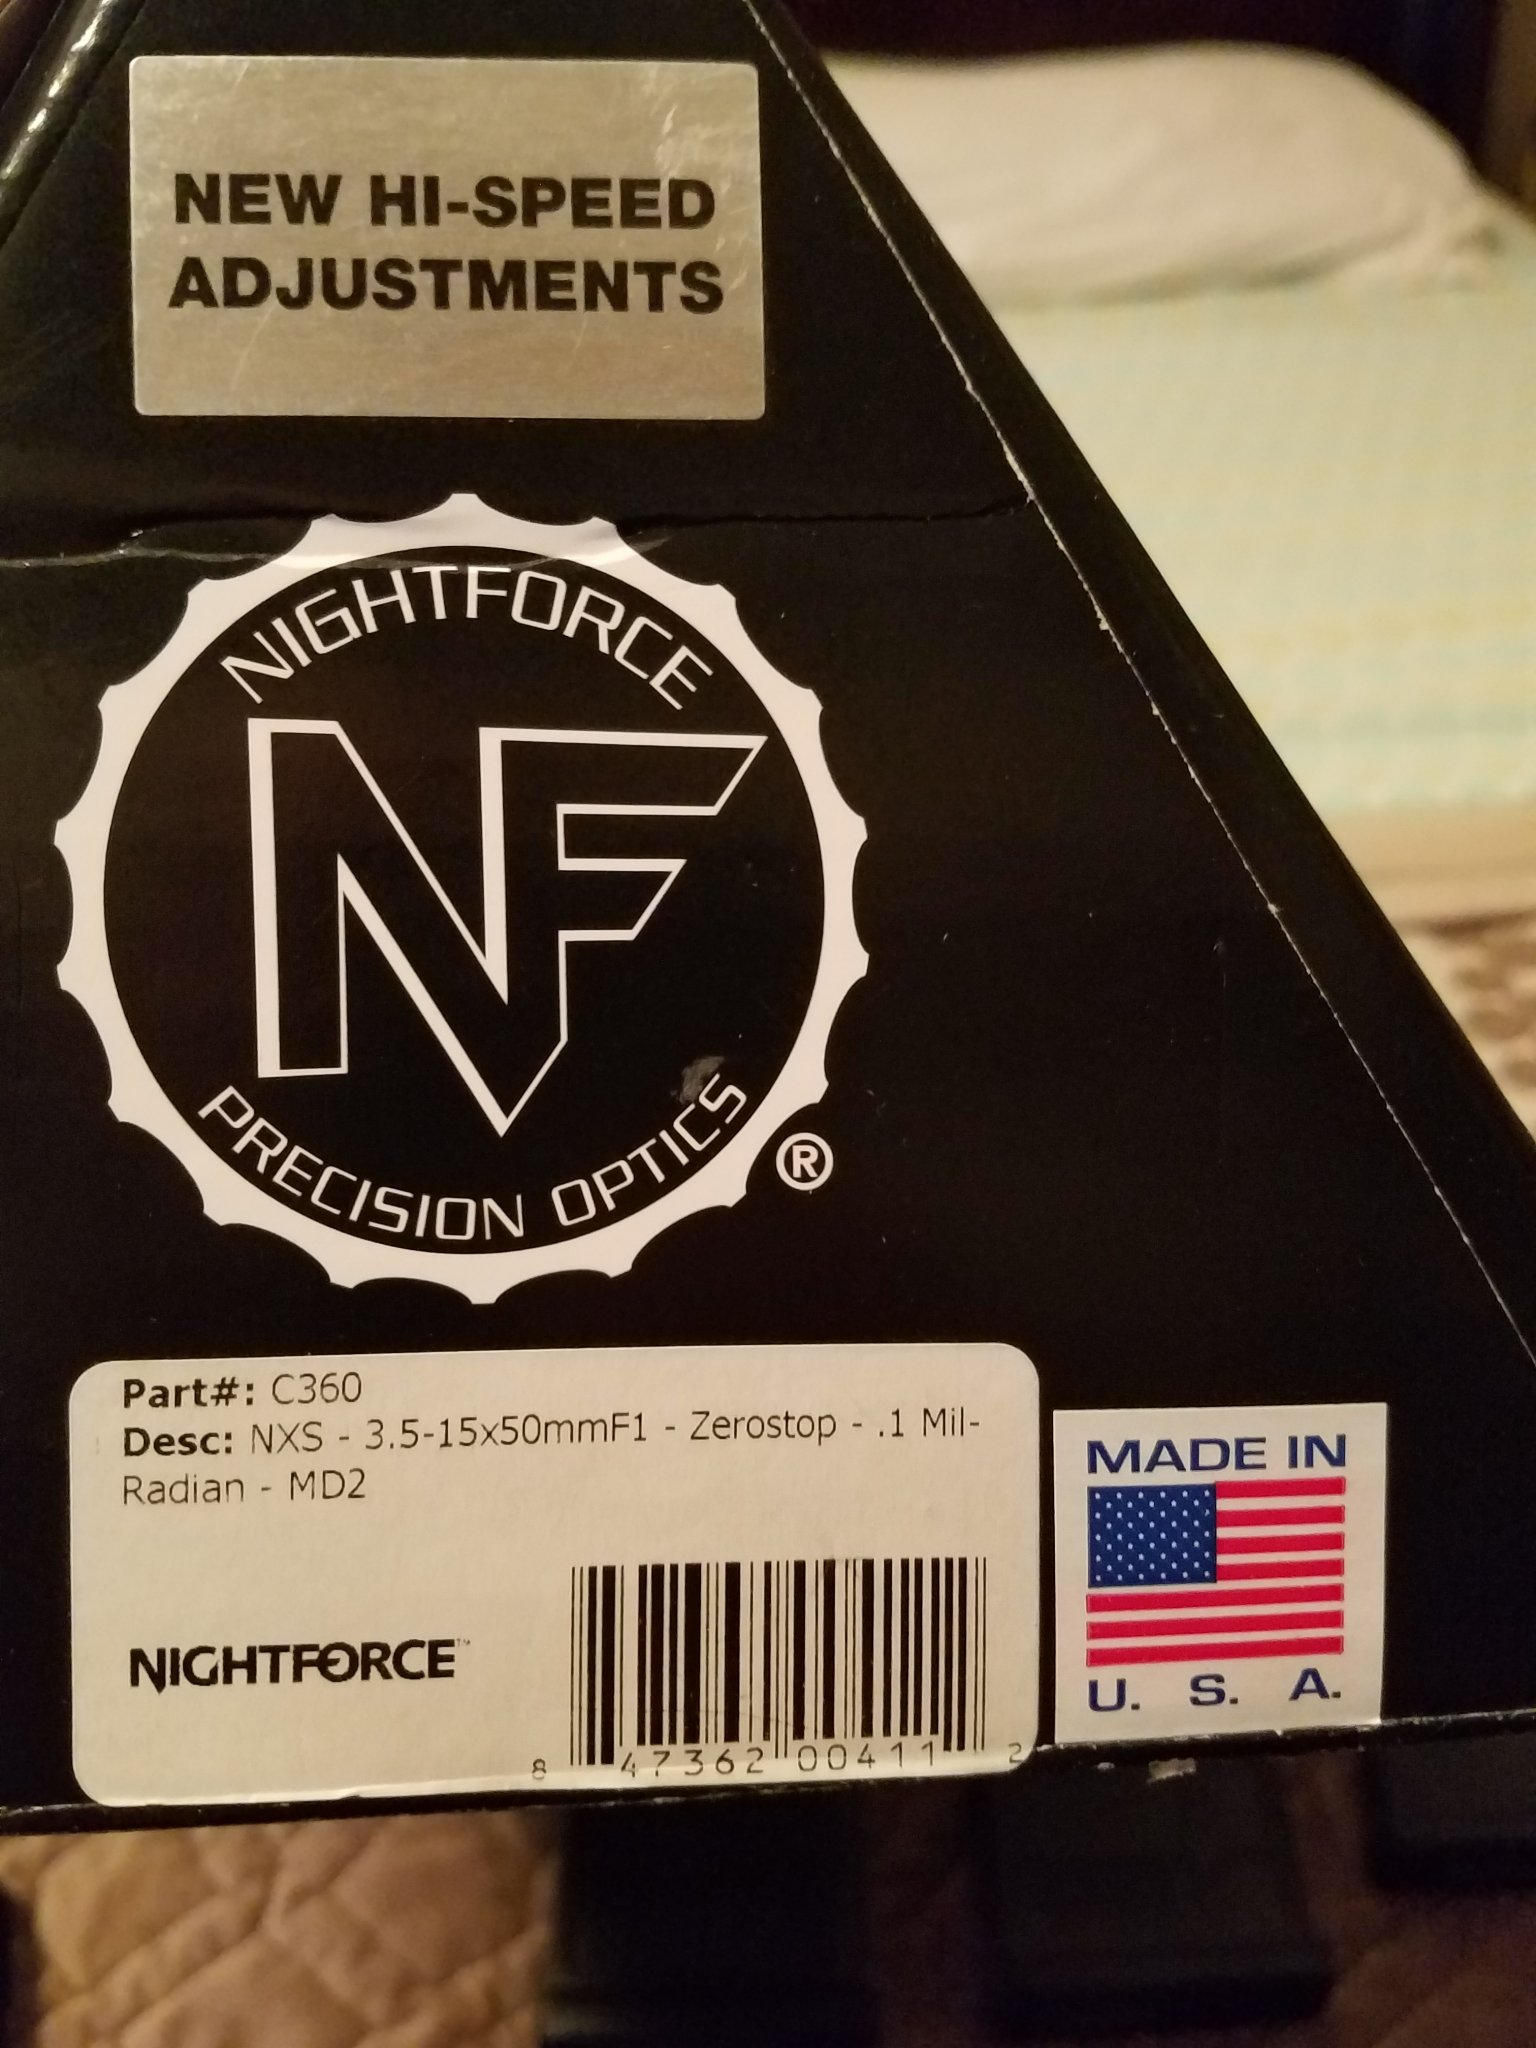 NEW HI-SPEED
ADJUSTMENTS
NIGHTFORCE
NF
PRECISION OPTICS
®
Part#: C360
Desc: NXS - 3.5-15x50mmF1 - Zerostop - .1 Mil-
Radian - MD2
NIGHTFORCE™
8 47362 00411 2
MADE IN
U. S. A.